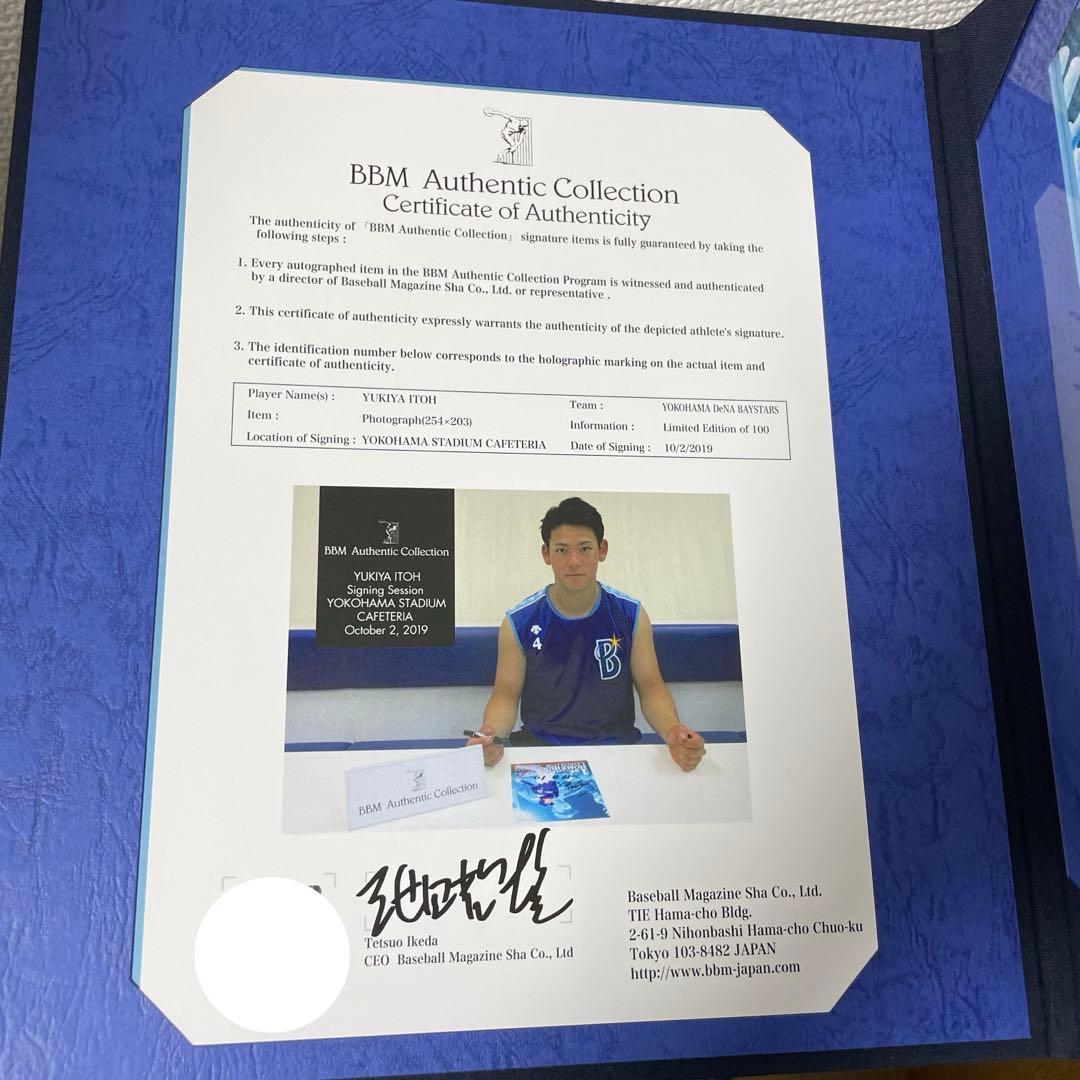 BBM Authentic Collection
Certificate of Authenticity
The authenticity of「BBM Authentic Collection」signature items is fully guaranteed by taking the
following steps :
1. Every autographed item in the BBM Authentic Collection Program is witnessed and authenticated
by a director of Baseball Magazine Sha Co., Ltd. or representative .
2. This certificate of authenticity expressly warrants the authenticity of the depicted athlete's signature.
3. The identification number below corresponds to the holographic marking on the actual item and
certificate of authenticity.
Player Name(s) : YUKIYA ITOH Team : YOKOHAMA DeNA BAYSTARS
Item : Photograph(254×203) Information : Limited Edition of 100
Location of Signing : YOKOHAMA STADIUM CAFETERIA Date of Signing : 10/2/2019
BBM Authentic Collection
YUKIYA ITOH
Signing Session
YOKOHAMA STADIUM
CAFETERIA
October 2, 2019
4
B
BBM Authentic Collection
Tetsuo Ikeda
CEO Baseball Magazine Sha Co., Ltd
Baseball Magazine Sha Co., Ltd.
TIE Hama-cho Bldg.
2-61-9 Nihonbashi Hama-cho Chuo-ku
Tokyo 103-8482 JAPAN
http://www.bbm-japan.com